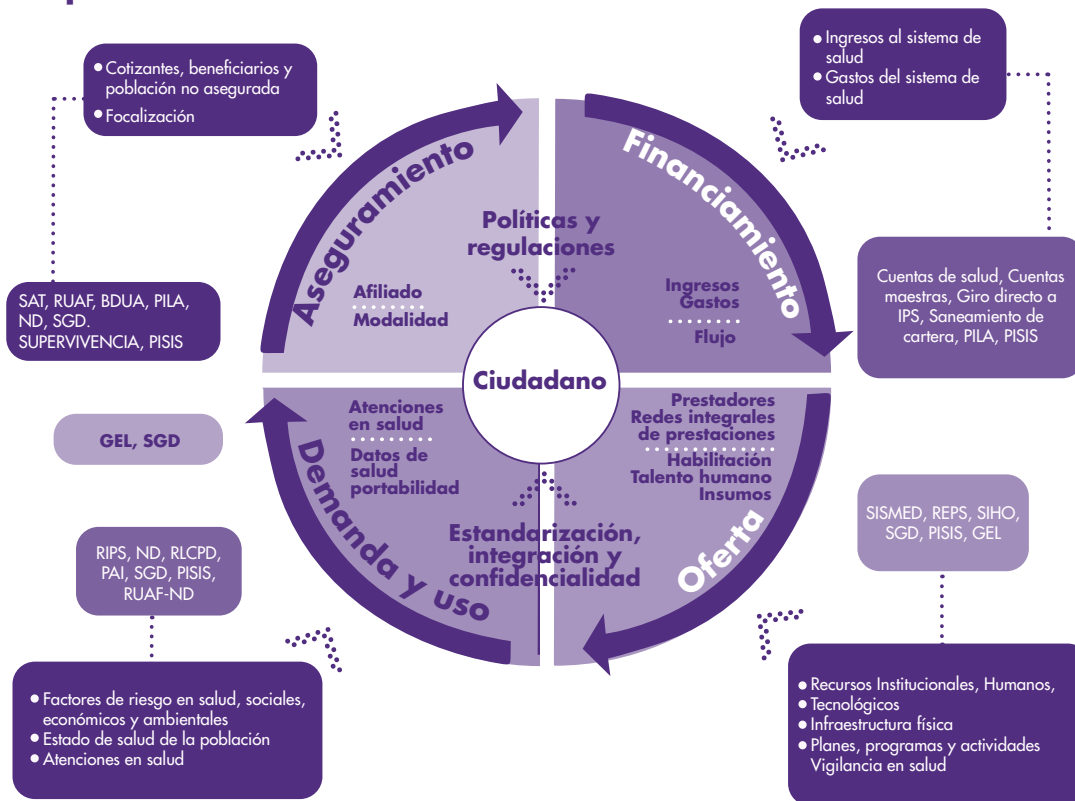 • Cotizantes, beneficiarios y
población no asegurada
• Focalización
• Ingresos al sistema de
salud
• Gastos del sistema de
salud
Aseguramiento
Financiamiento
Políticas y
regulaciones
Afiliado
Modalidad
Ingresos
Gastos
Flujo
SAT, RUAF, BDUA, PILA,
ND, SGD.
SUPERVIVENCIA, PISIS
Cuentas de salud, Cuentas
maestras, Giro directo a
IPS, Saneamiento de
cartera, PILA, PISIS
Ciudadano
GEL, SGD
Atenciones
en salud
Datos de
salud
portabilidad
Prestadores
Redes integrales
de prestaciones
Habilitación
Talento humano
Insumos
Demanda y uso
Oferta
Estandarización,
integración y
confidencialidad
RIPS, ND, RLCPD,
PAI, SGD, PISIS,
RUAF-ND
SISMED, REPS, SIHO,
SGD, PISIS, GEL
• Factores de riesgo en salud, sociales,
económicos y ambientales
• Estado de salud de la población
• Atenciones en salud
• Recursos Institucionales, Humanos,
• Tecnológicos
• Infraestructura física
• Planes, programas y actividades
Vigilancia en salud